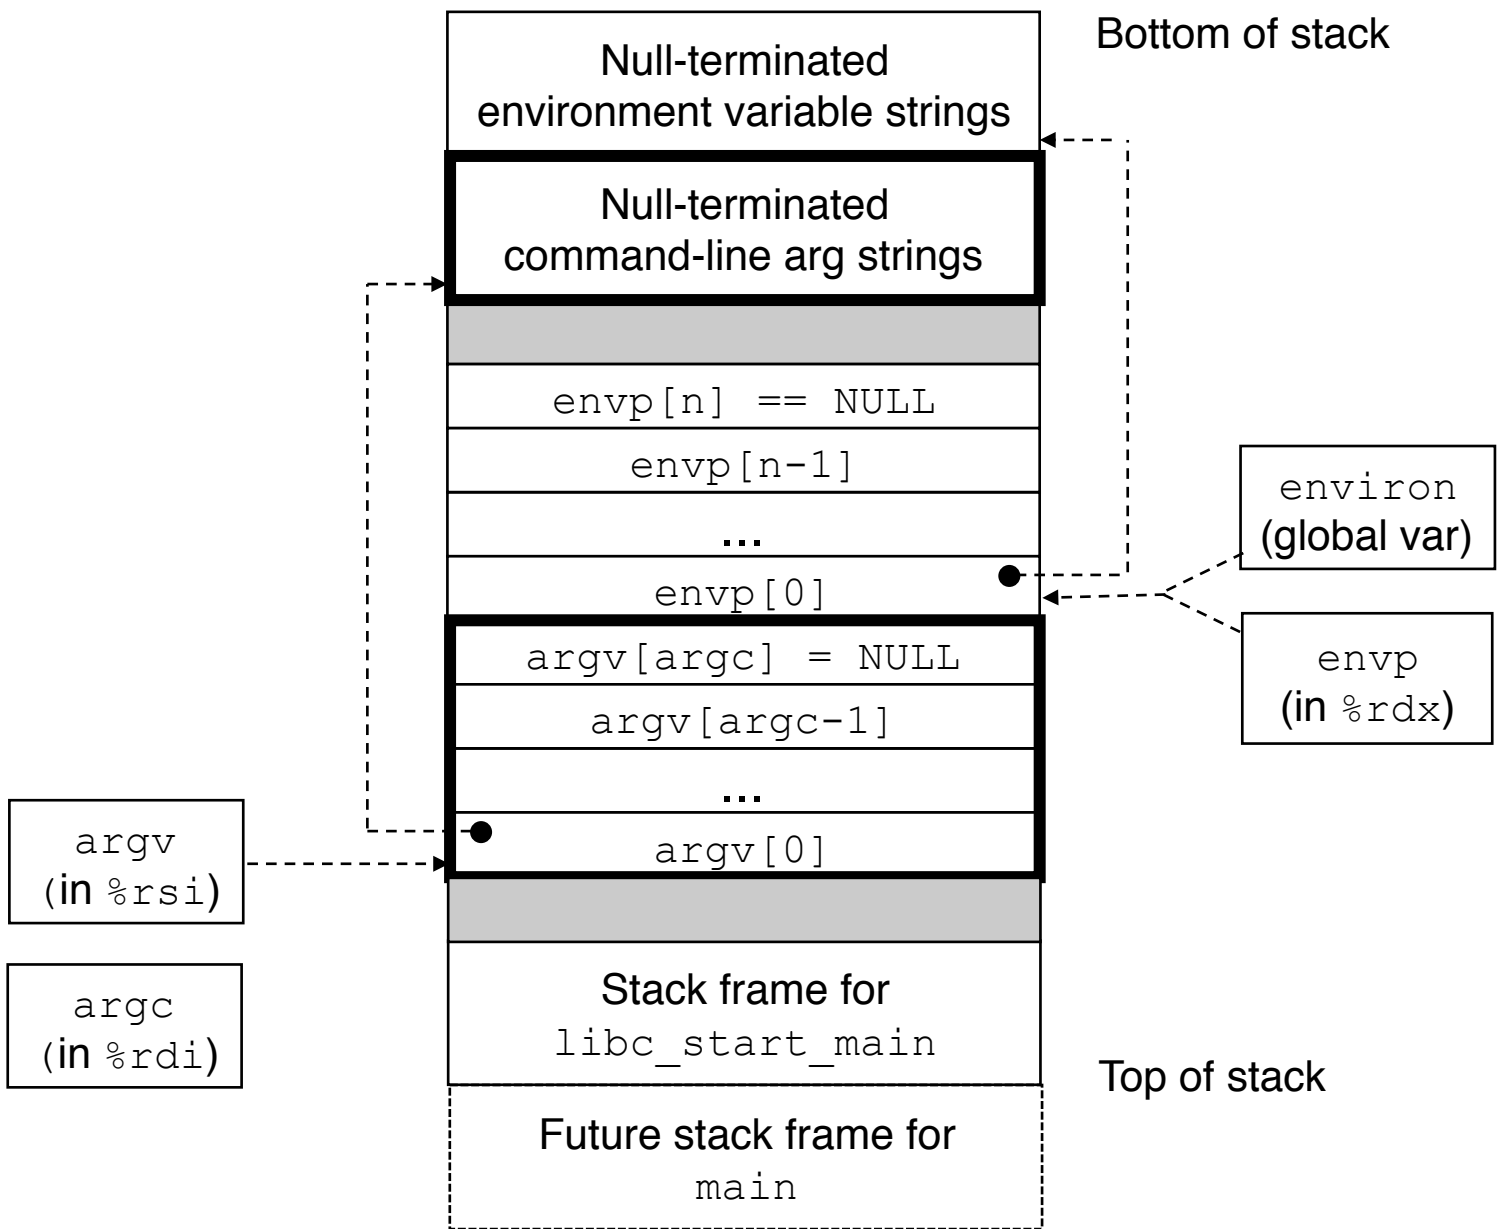 Bottom of stack
Null-terminated
environment variable strings
Null-terminated
command-line arg strings
envp[n] == NULL
envp[n-1]
...
envp[0]
environ
(global var)
envp
(in %rdx)
argv[argc] = NULL
argv[argc-1]
...
argv[0]
argv
(in %rsi)
argc
(in %rdi)
Stack frame for
libc_start_main
Top of stack
Future stack frame for
main